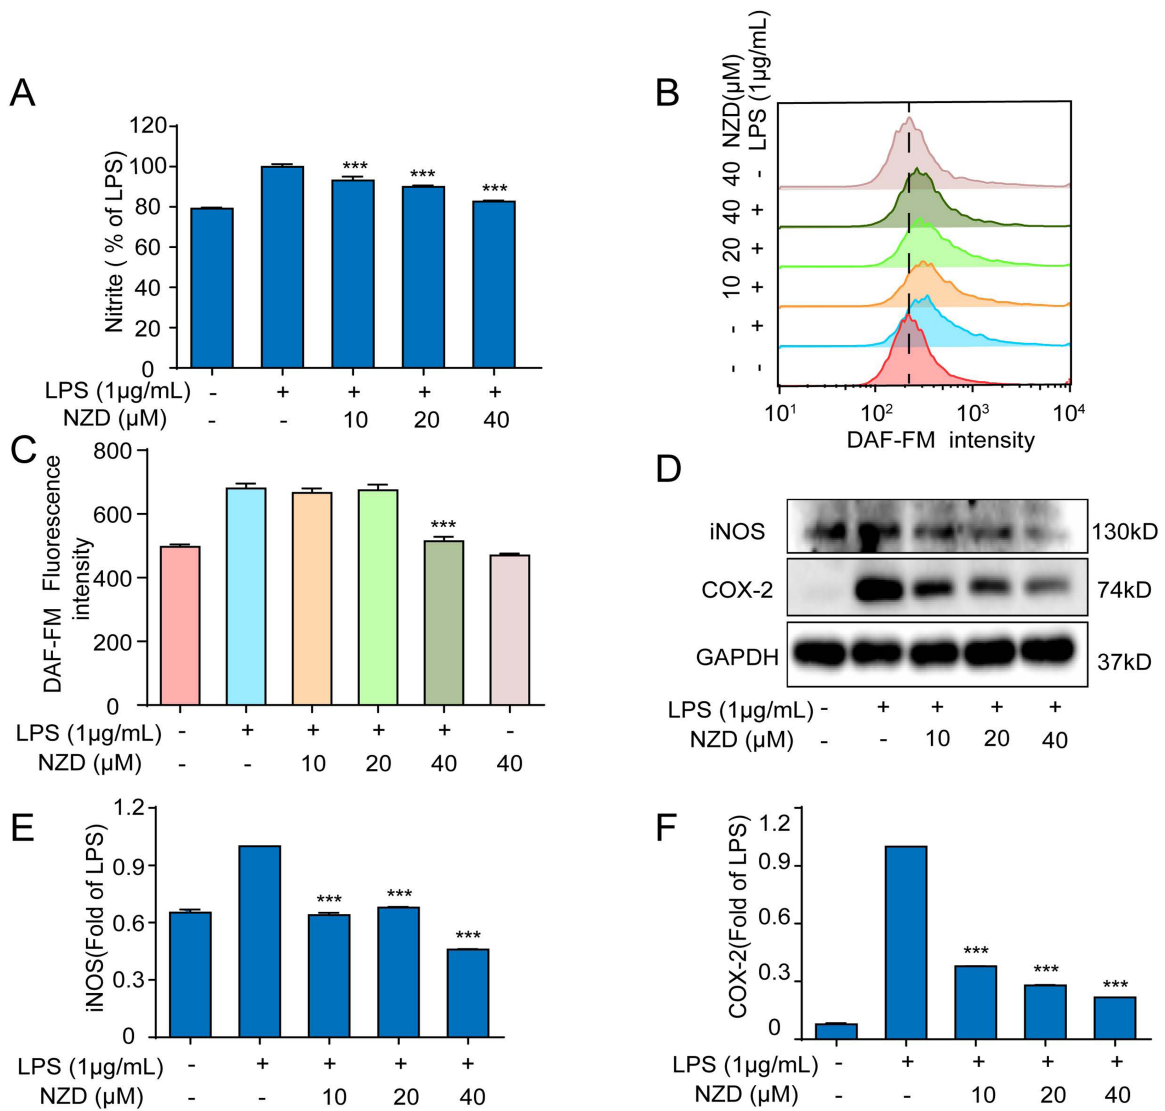 A
120
100
80
60
40
20
0
Nitrite ( % of LPS)
***
***
***
LPS (1μg/mL) - + + + +
NZD (μM) - - 10 20 40
B
NZD(μM)
LPS (1μg/mL)
40 -
40 +
20 +
10 +
- +
- -
10¹ 10² 10³ 10⁴
DAF-FM intensity
C
800
600
400
200
0
DAF-FM Fluorescence
intensity
***
LPS (1μg/mL) - + + + + -
NZD (μM) - - 10 20 40 40
D
iNOS 130kD
COX-2 74kD
GAPDH 37kD
LPS (1μg/mL) - + + + +
NZD (μM) - - 10 20 40
E
1.2
0.9
0.6
0.3
0
iNOS(Fold of LPS)
***
***
***
LPS (1μg/mL) - + + + +
NZD (μM) - - 10 20 40
F
1.2
0.9
0.6
0.3
0
COX-2(Fold of LPS)
***
***
***
LPS (1μg/mL) - + + + +
NZD (μM) - - 10 20 40